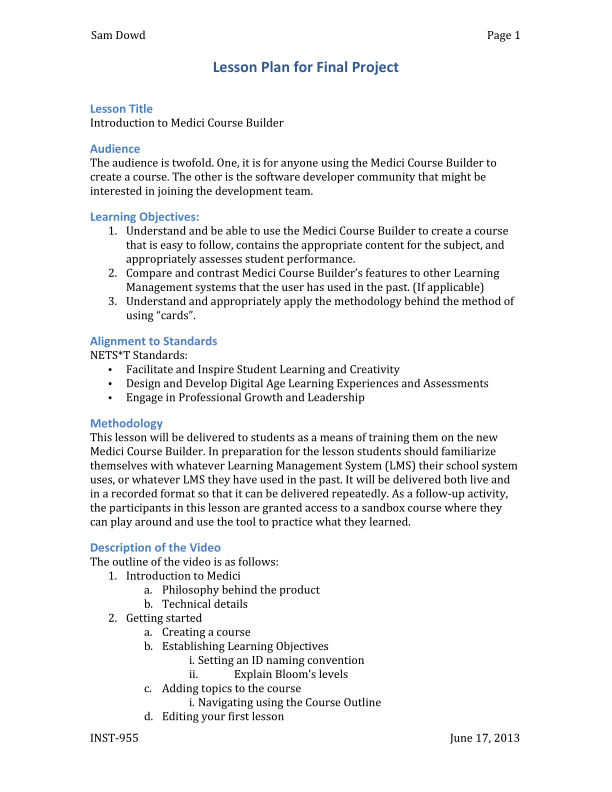 Sam Dowd Page 1
Lesson Plan for Final Project
Lesson Title
Introduction to Medici Course Builder
Audience
The audience is twofold. One, it is for anyone using the Medici Course Builder to
create a course. The other is the software developer community that might be
interested in joining the development team.
Learning Objectives:
1. Understand and be able to use the Medici Course Builder to create a course
that is easy to follow, contains the appropriate content for the subject, and
appropriately assesses student performance.
2. Compare and contrast Medici Course Builder's features to other Learning
Management systems that the user has used in the past. (If applicable)
3. Understand and appropriately apply the methodology behind the method of
using "cards".
Alignment to Standards
NETS*T Standards:
• Facilitate and Inspire Student Learning and Creativity
• Design and Develop Digital Age Learning Experiences and Assessments
• Engage in Professional Growth and Leadership
Methodology
This lesson will be delivered to students as a means of training them on the new
Medici Course Builder. In preparation for the lesson students should familiarize
themselves with whatever Learning Management System (LMS) their school system
uses, or whatever LMS they have used in the past. It will be delivered both live and
in a recorded format so that it can be delivered repeatedly. As a follow-up activity,
the participants in this lesson are granted access to a sandbox course where they
can play around and use the tool to practice what they learned.
Description of the Video
The outline of the video is as follows:
1. Introduction to Medici
a. Philosophy behind the product
b. Technical details
2. Getting started
a. Creating a course
b. Establishing Learning Objectives
i. Setting an ID naming convention
ii. Explain Bloom's levels
c. Adding topics to the course
i. Navigating using the Course Outline
d. Editing your first lesson
INST-955 June 17, 2013